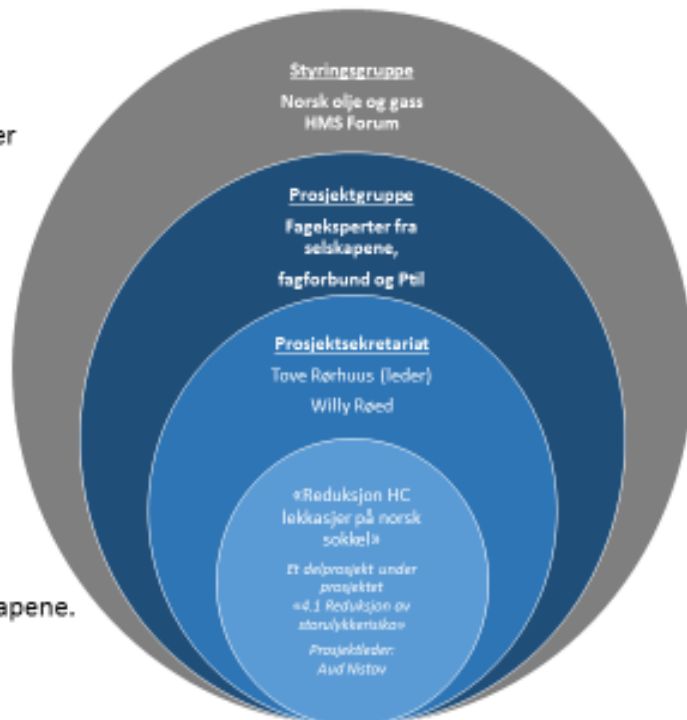 Styringsgruppe
Norsk olje og gass
HMS Forum
er
Prosjektgruppe
Fageksperter fra
selskapene,
fagforbund og Ptil
Prosjektsekretariat
Tove Rørhuus (leder)
Willy Røed
«Reduksjon HC
lekkasjer på norsk
sokkel»
Et delprosjekt under
prosjektet
«4.1 Reduksjon av
storulykkerisiko»
apene.
Prosjektleder:
Aud Nistov